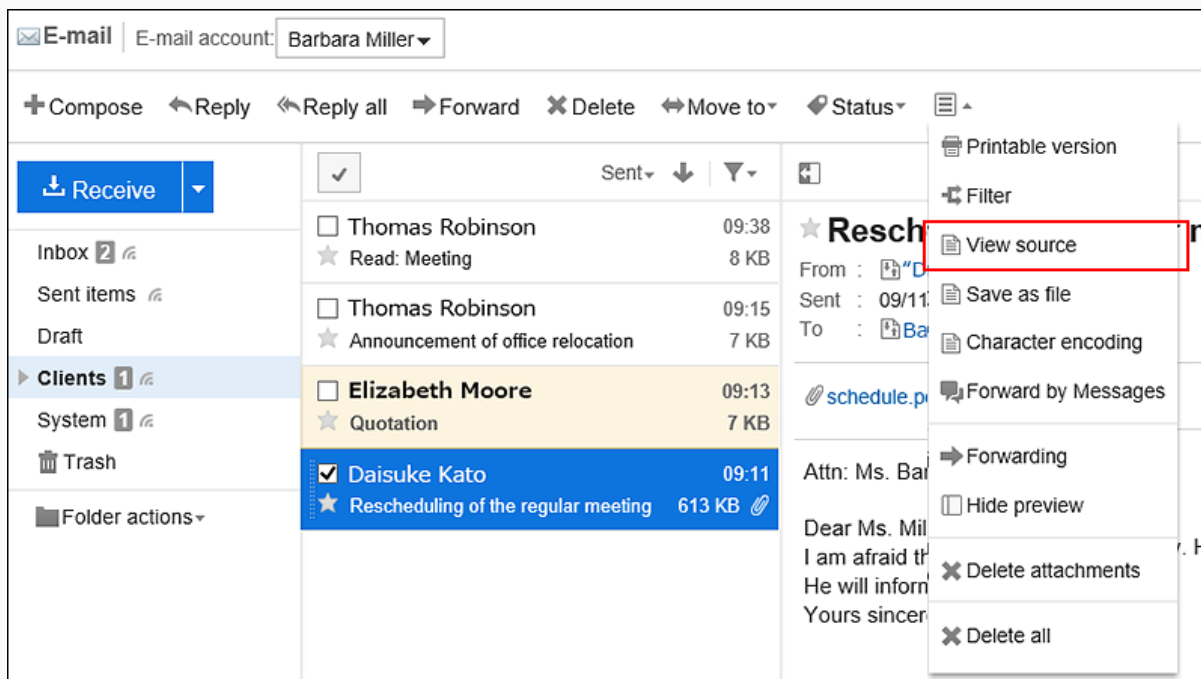 E-mail E-mail account: Barbara Miller
Compose Reply Reply all Forward Delete Move to Status
Receive
Inbox 2
Sent items
Draft
Clients 1
System 1
Trash
Folder actions
Sent
Thomas Robinson 09:38
Read: Meeting 8 KB
Thomas Robinson 09:15
Announcement of office relocation 7 KB
Elizabeth Moore 09:13
Quotation 7 KB
Daisuke Kato 09:11
Rescheduling of the regular meeting 613 KB
From :
Sent : 09/11
To :
Attn: Ms.
Dear Ms.
I am afraid
He will
Yours
Printable version
Filter
View source
Save as file
Character encoding
Forward by Messages
Forwarding
Hide preview
Delete attachments
Delete all